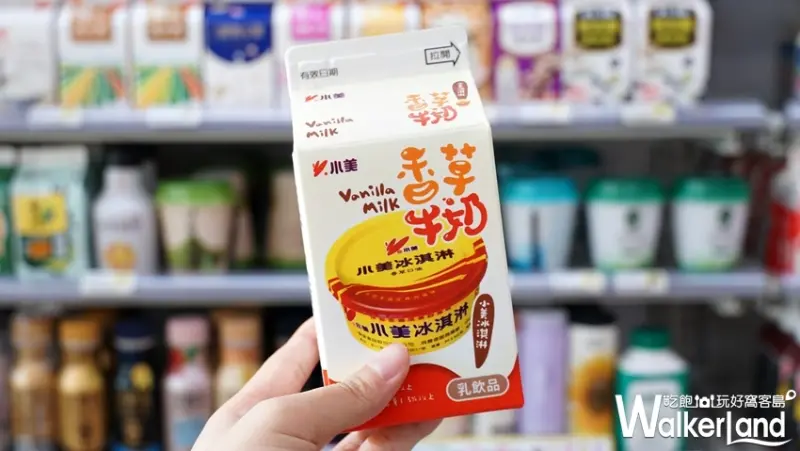 有效日期
拉開
小美
Vanilla
Milk
香草
牛奶
小美
Vanilla
Milk
香草
牛奶
小美
小美冰淇淋
小美冰淇淋
小美冰淇淋
乳飲品
吃飽玩好窩客島
WalkerLand